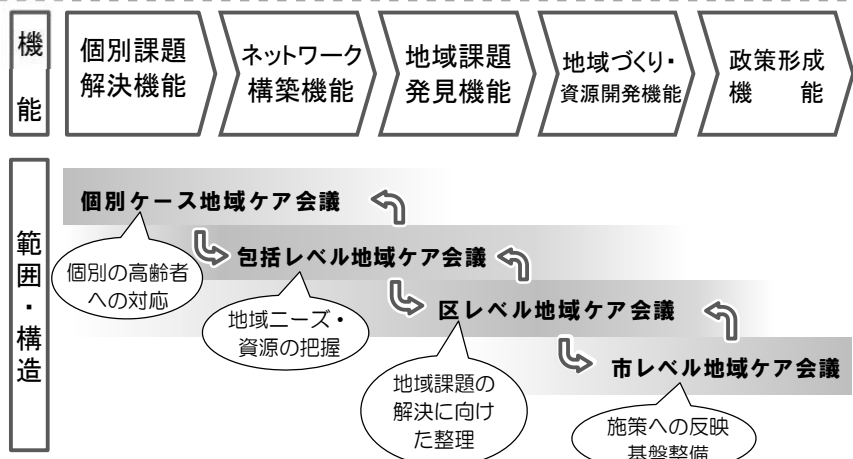 機能
個別課題
解決機能
ネットワーク
構築機能
地域課題
発見機能
地域づくり・
資源開発機能
政策形成
機　　能
範囲・構造
個別ケース地域ケア会議
個別の高齢者
への対応
包括レベル地域ケア会議
地域ニーズ・
資源の把握
区レベル地域ケア会議
地域課題の
解決に向け
た整理
市レベル地域ケア会議
施策への反映
基盤整備